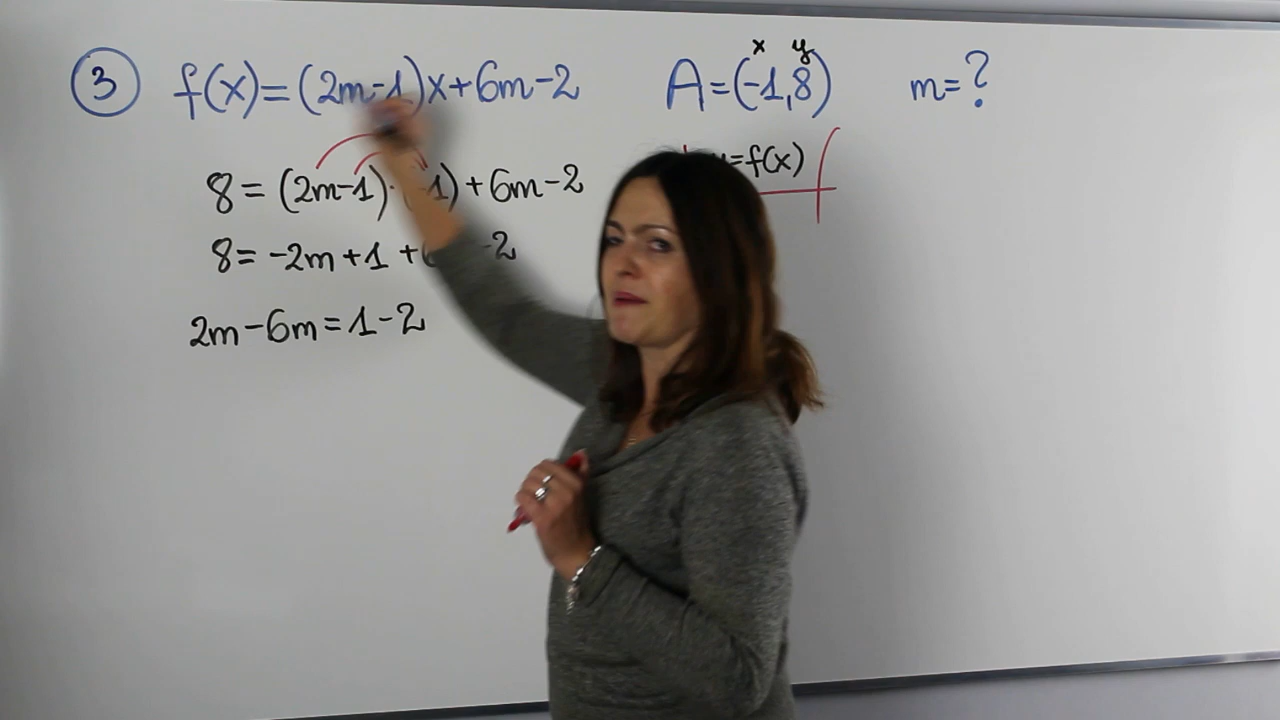 3 f(x)=(2m-1)x+6m-2 A=(-1,8) m=?
x y
=f(x)
8=(2m-1)· 1)+6m-2
8=-2m+1+ -2
2m-6m=1-2